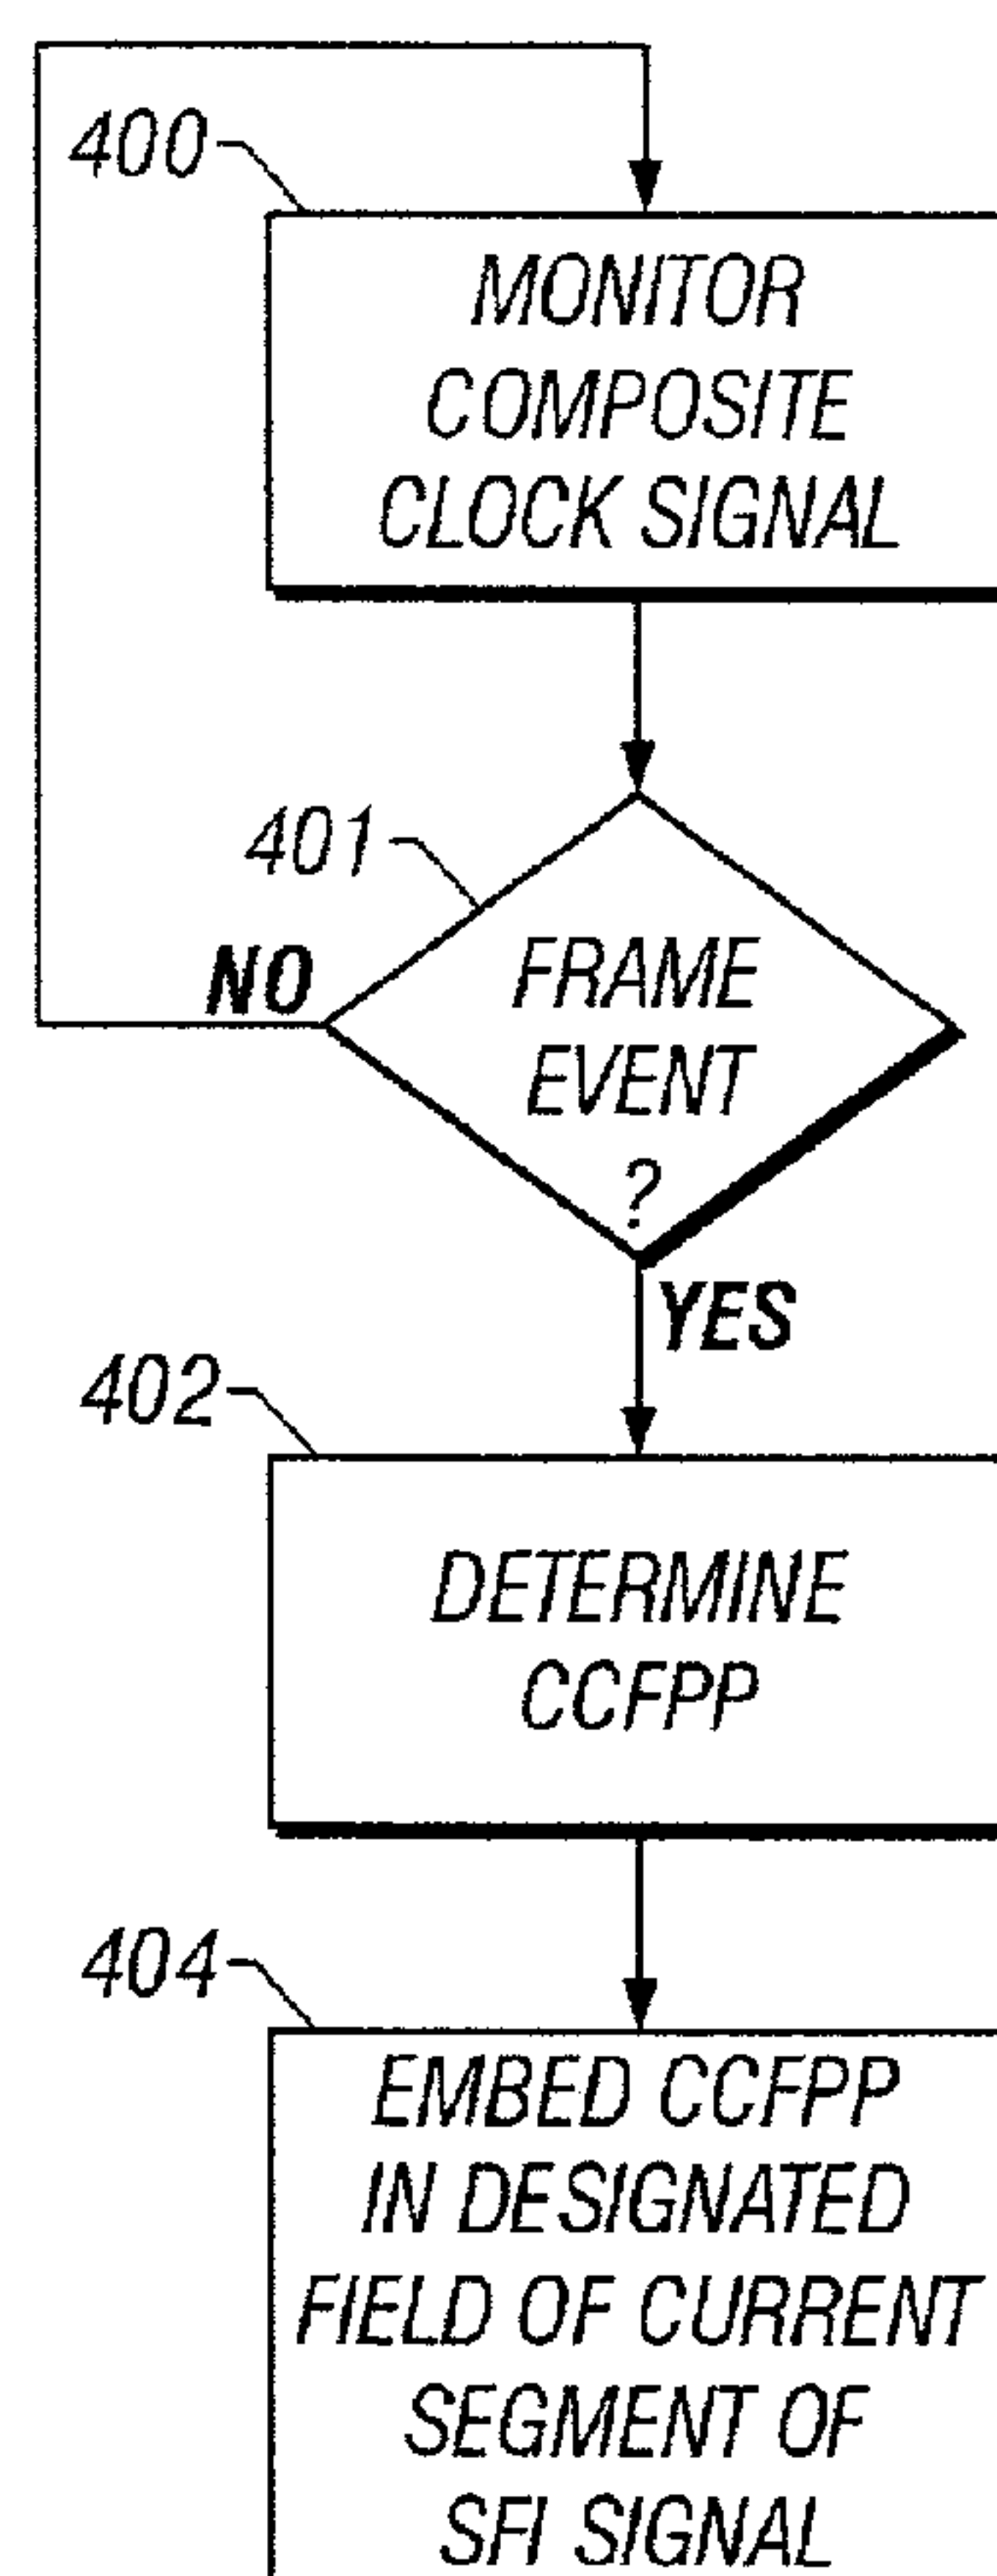 400
MONITOR
COMPOSITE
CLOCK SIGNAL
401
NO
FRAME
EVENT
?
YES
402
DETERMINE
CCFPP
404
EMBED CCFPP
IN DESIGNATED
FIELD OF CURRENT
SEGMENT OF
SFI SIGNAL